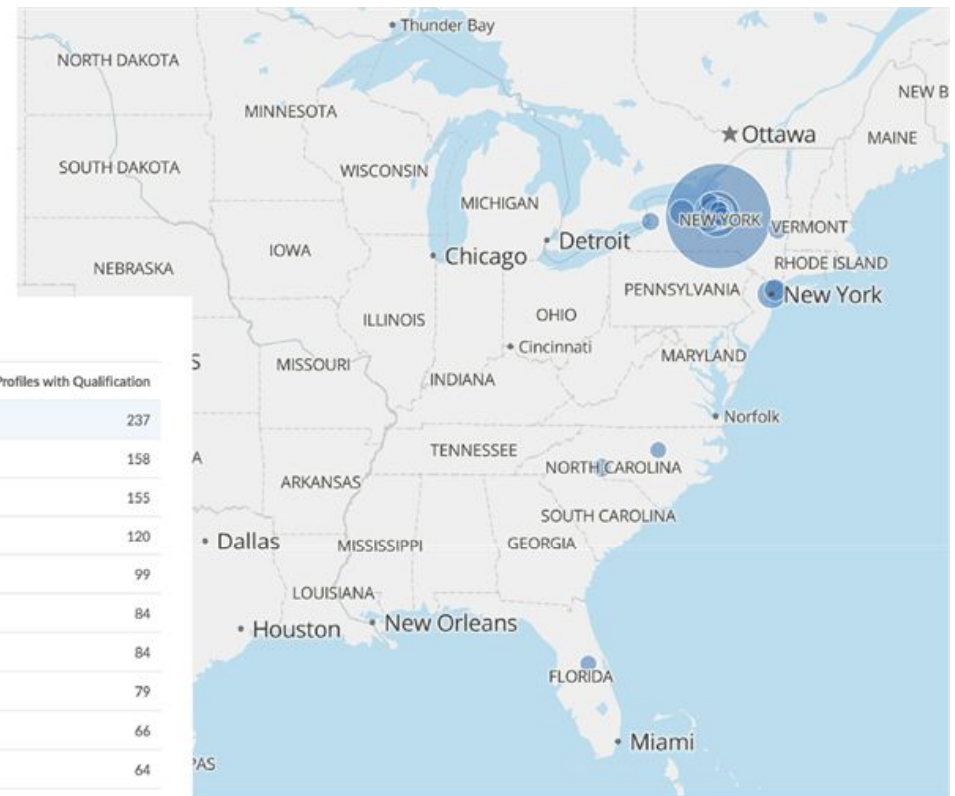 Thunder Bay
NORTH DAKOTA
NEW B
MINNESOTA
Ottawa
MAINE
SOUTH DAKOTA
WISCONSIN
MICHIGAN
NEW YORK
VERMONT
Detroit
IOWA
Chicago
RHODE ISLAND
NEBRASKA
PENNSYLVANIA
New York
ILLINOIS
OHIO
Cincinnati
MARYLAND
S
MISSOURI
INDIANA
Profiles with Qualification
237
Norfolk
158
A
TENNESSEE
NORTH CAROLINA
ARKANSAS
155
SOUTH CAROLINA
120
Dallas
MISSISSIPPI
GEORGIA
99
LOUISIANA
84
Houston
New Orleans
84
FLORIDA
79
66
Miami
64
PAS